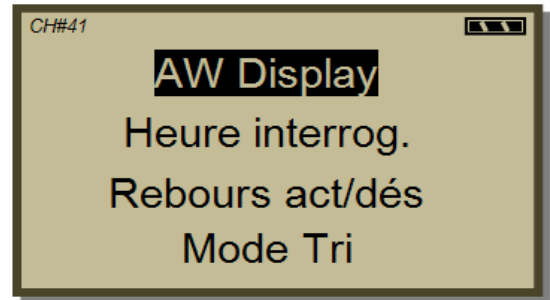 CH#41
AW Display
Heure interrog.
Rebours act/dés
Mode Tri